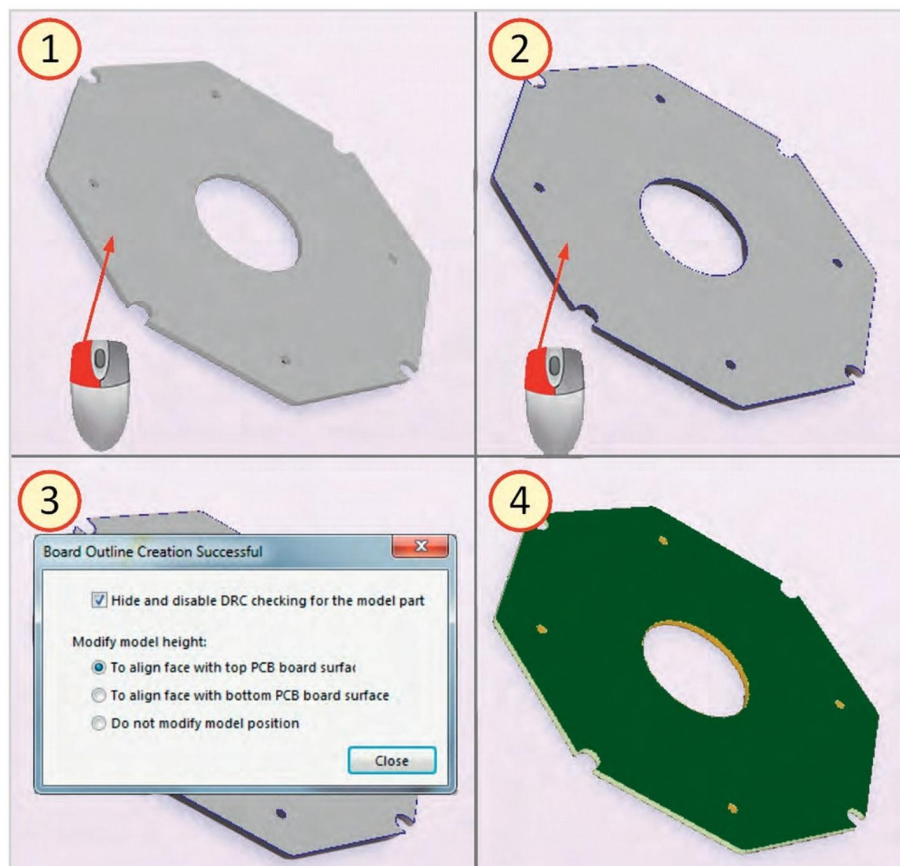 1
2
3
Board Outline Creation Successful
Hide and disable DRC checking for the model part
Modify model height:
To align face with top PCB board surfac
To align face with bottom PCB board surface
Do not modify model position
Close
4